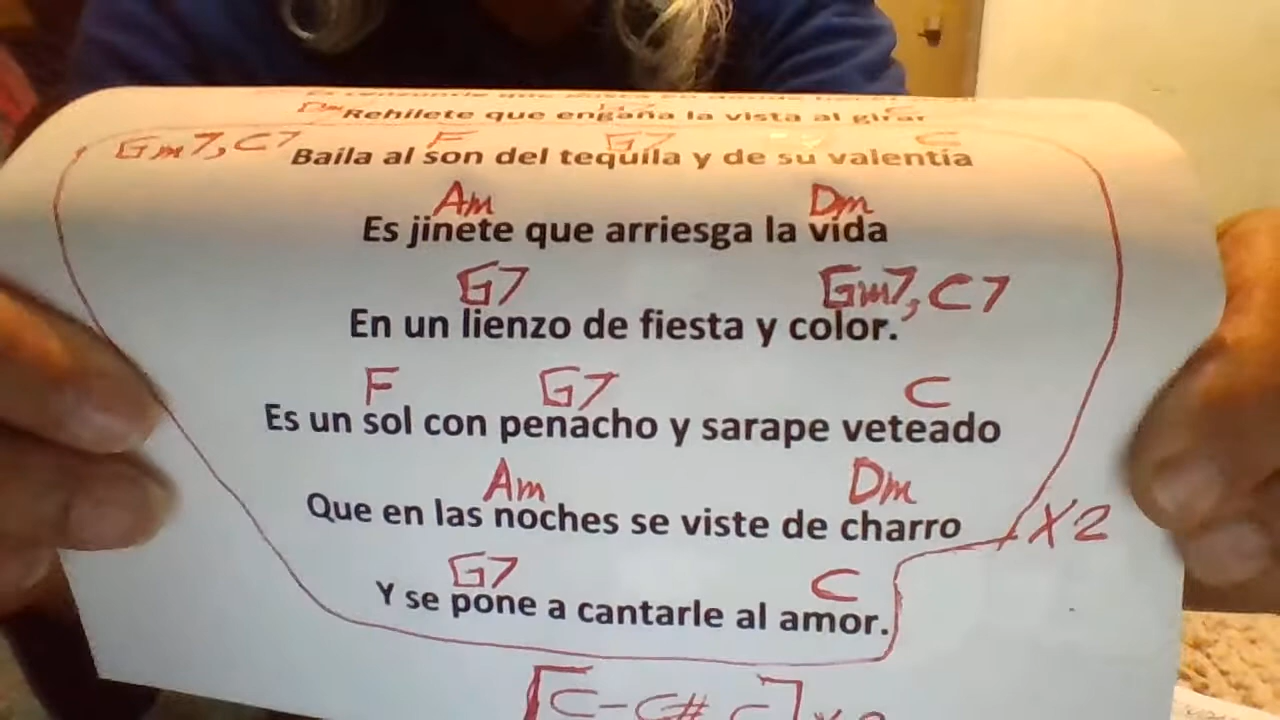 Dm G7 C
Rehilete que engaña la vista al girar
Gm7, C7 F G7 C
Baila al son del tequila y de su valentía
Am Dm
Es jinete que arriesga la vida
G7 Gm7, C7
En un lienzo de fiesta y color.
F G7 C
Es un sol con penacho y sarape veteado
Am Dm
Que en las noches se viste de charro
X2
G7 C
Y se pone a cantarle al amor.
[C-C# C]